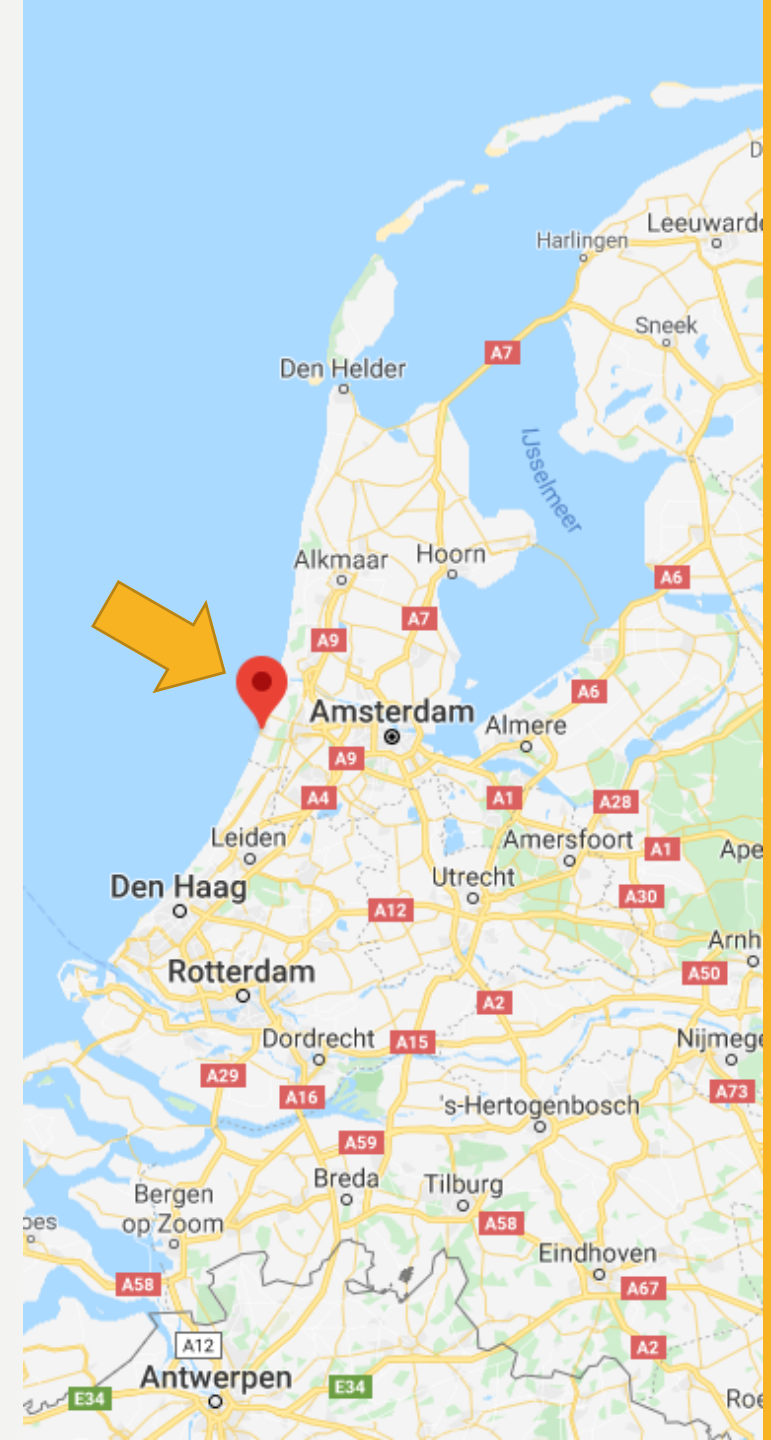 D
Leeuwarde
Harlingen
Sneek
A7
Den Helder
IJsselmeer
Alkmaar
Hoorn
A6
A7
A9
A6
Amsterdam
Almere
A9
A4
A1
A28
Leiden
Amersfoort
A1
Ape
Den Haag
Utrecht
A30
A12
Arnh
Rotterdam
A50
A2
Dordrecht
A15
Nijmege
A29
A16
A73
's-Hertogenbosch
A59
Breda
Tilburg
Bergen
op Zoom
oes
A58
Eindhoven
A58
A67
A12
A2
Antwerpen
E34
E34
Roe